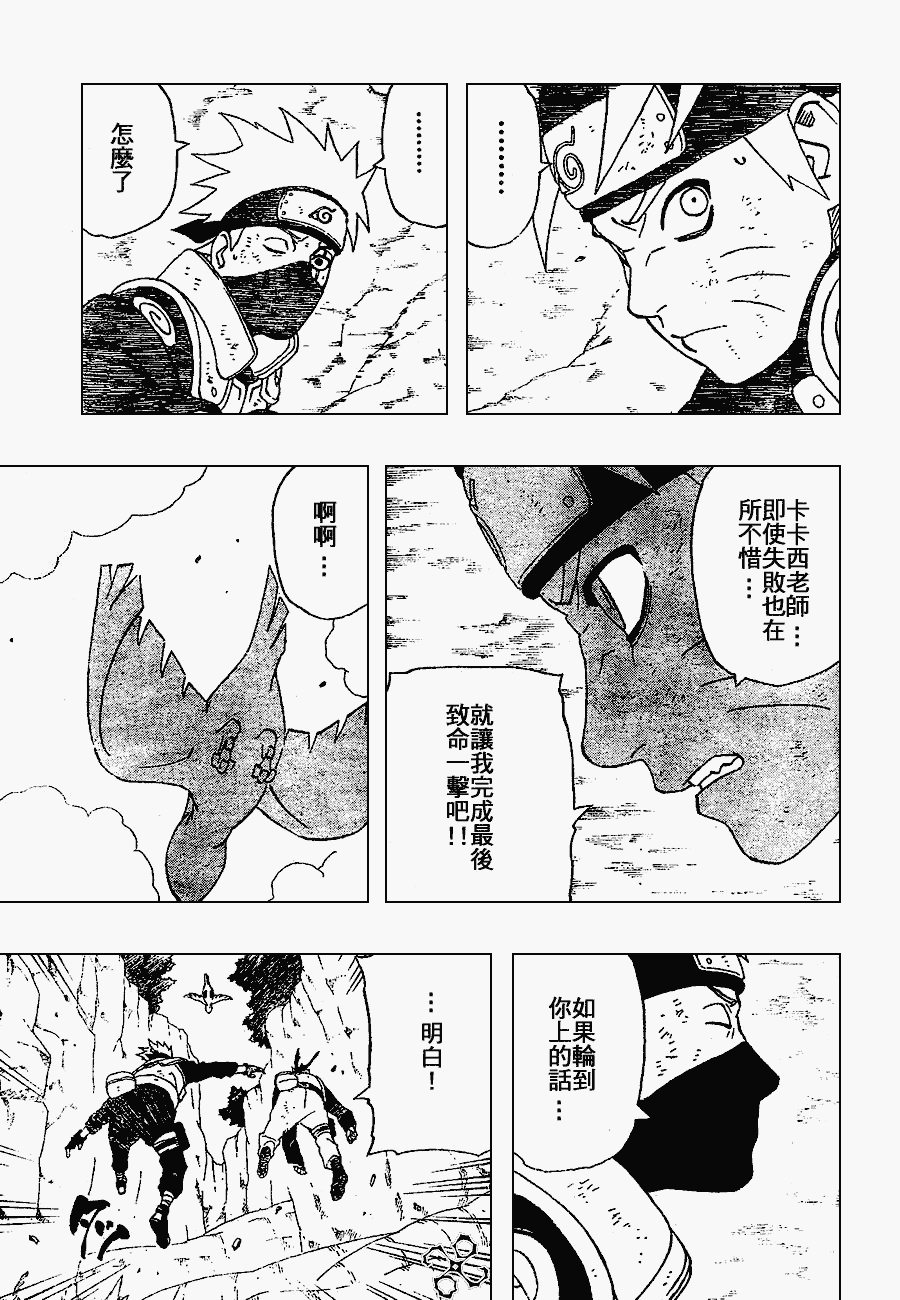 ………
………
怎麼了
卡卡西老師…
即使失敗也在
所不惜…
就讓我完成最後
致命一擊吧!!
啊啊…
如果輪到
你上的話…
…明白!
ダッ